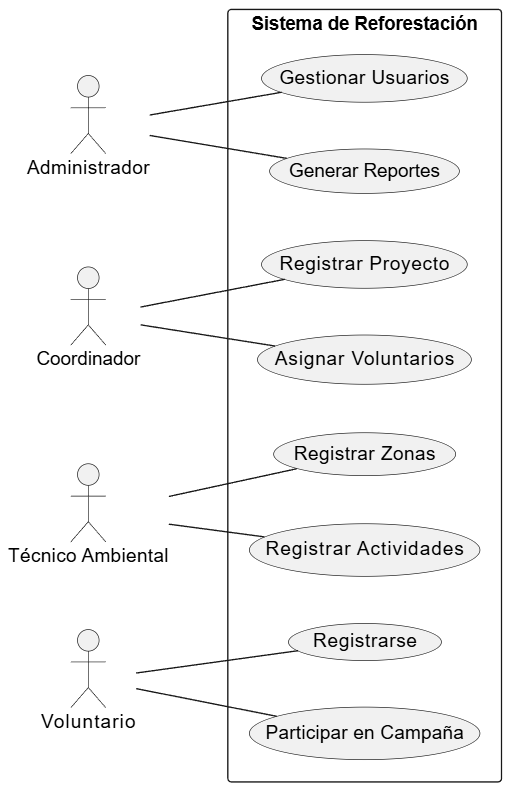 Sistema de Reforestación
Gestionar Usuarios
Administrador
Generar Reportes
Registrar Proyecto
Coordinador
Asignar Voluntarios
Registrar Zonas
Técnico Ambiental
Registrar Actividades
Registrarse
Voluntario
Participar en Campaña